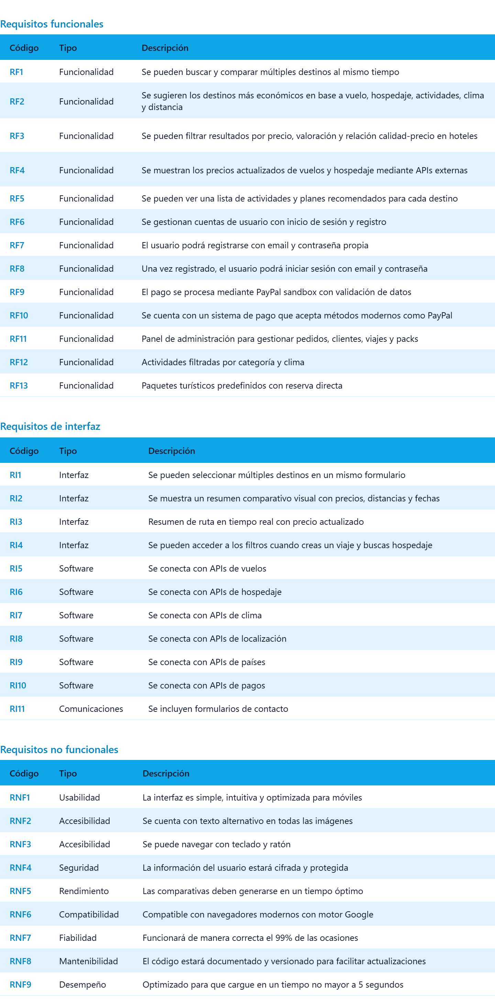 Requisitos funcionales
Código Tipo Descripción
RF1 Funcionalidad Se pueden buscar y comparar múltiples destinos al mismo tiempo
RF2 Funcionalidad Se sugieren los destinos más económicos en base a vuelo, hospedaje, actividades, clima
y distancia
RF3 Funcionalidad Se pueden filtrar resultados por precio, valoración y relación calidad-precio en hoteles
RF4 Funcionalidad Se muestran los precios actualizados de vuelos y hospedaje mediante APIs externas
RF5 Funcionalidad Se pueden ver una lista de actividades y planes recomendados para cada destino
RF6 Funcionalidad Se gestionan cuentas de usuario con inicio de sesión y registro
RF7 Funcionalidad El usuario podrá registrarse con email y contraseña propia
RF8 Funcionalidad Una vez registrado, el usuario podrá iniciar sesión con email y contraseña
RF9 Funcionalidad El pago se procesa mediante PayPal sandbox con validación de datos
RF10 Funcionalidad Se cuenta con un sistema de pago que acepta métodos modernos como PayPal
RF11 Funcionalidad Panel de administración para gestionar pedidos, clientes, viajes y packs
RF12 Funcionalidad Actividades filtradas por categoría y clima
RF13 Funcionalidad Paquetes turísticos predefinidos con reserva directa
Requisitos de interfaz
Código Tipo Descripción
RI1 Interfaz Se pueden seleccionar múltiples destinos en un mismo formulario
RI2 Interfaz Se muestra un resumen comparativo visual con precios, distancias y fechas
RI3 Interfaz Resumen de ruta en tiempo real con precio actualizado
RI4 Interfaz Se pueden acceder a los filtros cuando creas un viaje y buscas hospedaje
RI5 Software Se conecta con APIs de vuelos
RI6 Software Se conecta con APIs de hospedaje
RI7 Software Se conecta con APIs de clima
RI8 Software Se conecta con APIs de localización
RI9 Software Se conecta con APIs de países
RI10 Software Se conecta con APIs de pagos
RI11 Comunicaciones Se incluyen formularios de contacto
Requisitos no funcionales
Código Tipo Descripción
RNF1 Usabilidad La interfaz es simple, intuitiva y optimizada para móviles
RNF2 Accesibilidad Se cuenta con texto alternativo en todas las imágenes
RNF3 Accesibilidad Se puede navegar con teclado y ratón
RNF4 Seguridad La información del usuario estará cifrada y protegida
RNF5 Rendimiento Las comparativas deben generarse en un tiempo óptimo
RNF6 Compatibilidad Compatible con navegadores modernos con motor Google
RNF7 Fiabilidad Funcionará de manera correcta el 99% de las ocasiones
RNF8 Mantenibilidad El código estará documentado y versionado para facilitar actualizaciones
RNF9 Desempeño Optimizado para que cargue en un tiempo no mayor a 5 segundos